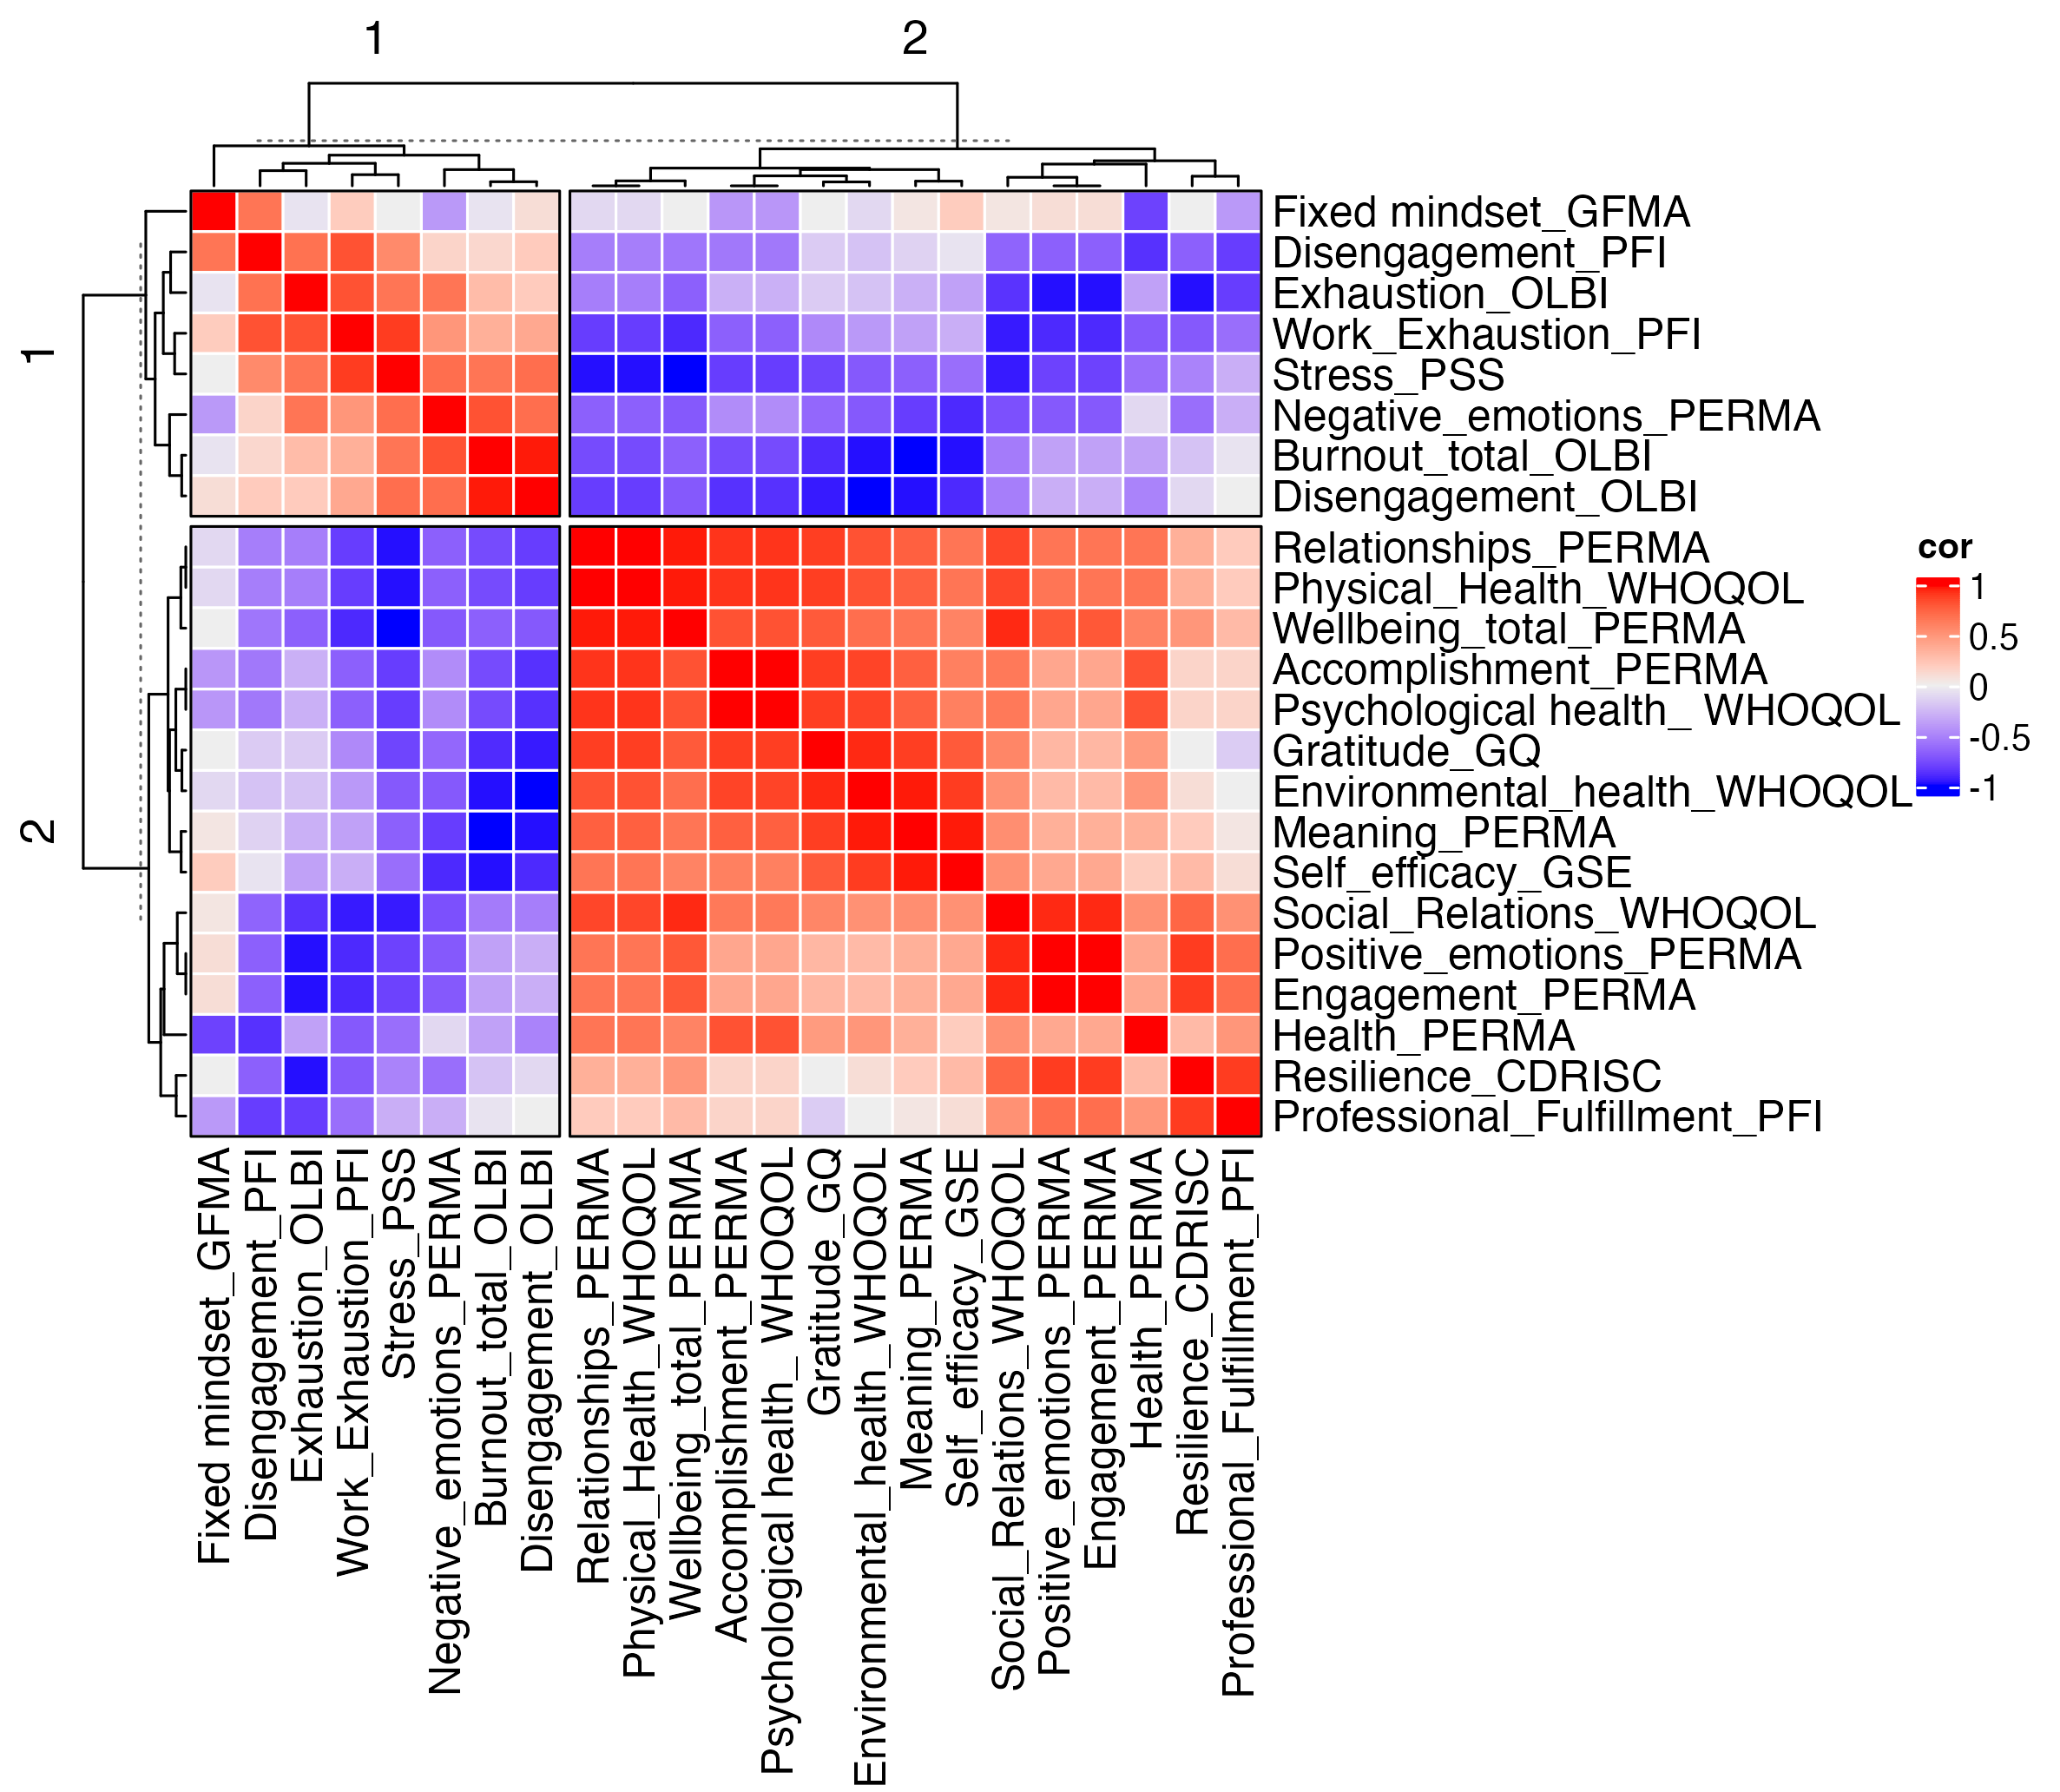 1
2
1
2
Fixed mindset_GFMA
Disengagement_PFI
Exhaustion_OLBI
Work_Exhaustion_PFI
Stress_PSS
Negative_emotions_PERMA
Burnout_total_OLBI
Disengagement_OLBI
Relationships_PERMA
Physical_Health_WHOQOL
Wellbeing_total_PERMA
Accomplishment_PERMA
Psychological health_ WHOQOL
Gratitude_GQ
Environmental_health_WHOQOL
Meaning_PERMA
Self_efficacy_GSE
Social_Relations_WHOQOL
Positive_emotions_PERMA
Engagement_PERMA
Health_PERMA
Resilience_CDRISC
Professional_Fulfillment_PFI
cor
1
0.5
0
-0.5
-1
Fixed mindset_GFMA
Disengagement_PFI
Exhaustion_OLBI
Work_Exhaustion_PFI
Stress_PSS
Negative_emotions_PERMA
Burnout_total_OLBI
Disengagement_OLBI
Relationships_PERMA
Physical_Health_WHOQOL
Wellbeing_total_PERMA
Accomplishment_PERMA
Psychological health_ WHOQOL
Gratitude_GQ
Environmental_health_WHOQOL
Meaning_PERMA
Self_efficacy_GSE
Social_Relations_WHOQOL
Positive_emotions_PERMA
Engagement_PERMA
Health_PERMA
Resilience_CDRISC
Professional_Fulfillment_PFI